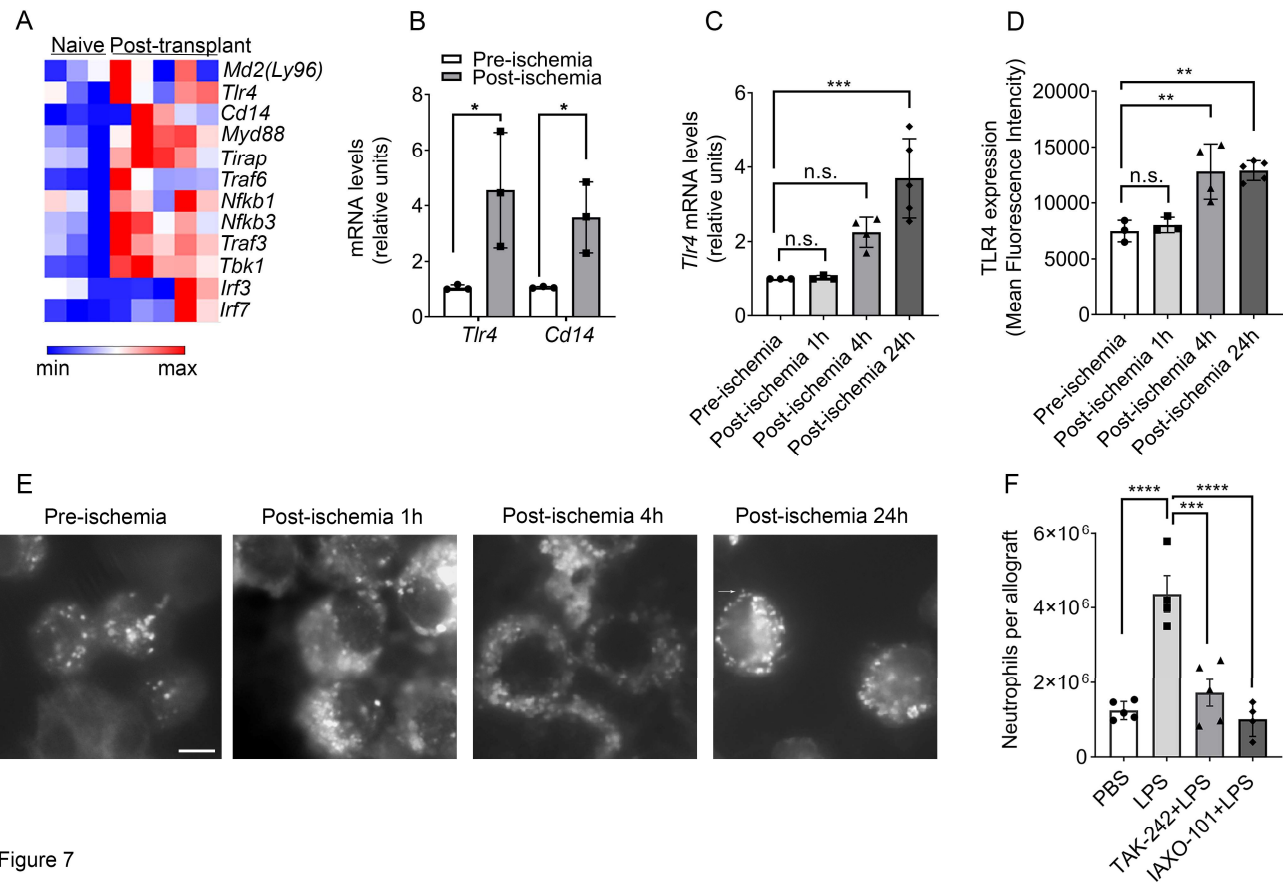 A
Naive Post-transplant
Md2(Ly96)
Tlr4
Cd14
Myd88
Tirap
Traf6
Nfkb1
Nfkb3
Traf3
Tbk1
Irf3
Irf7
min max
B
Pre-ischemia
Post-ischemia
mRNA levels
(relative units)
8
6
4
2
0
* *
Tlr4 Cd14
C
Tlr4 mRNA levels
(relative units)
6
4
2
0
***
n.s.
n.s.
Pre-ischemia
Post-ischemia 1h
Post-ischemia 4h
Post-ischemia 24h
D
TLR4 expression
(Mean Fluorescence Intencity)
20000
15000
10000
5000
0
**
**
n.s.
Pre-ischemia
Post-ischemia 1h
Post-ischemia 4h
Post-ischemia 24h
E
Pre-ischemia
Post-ischemia 1h
Post-ischemia 4h
Post-ischemia 24h
F
Neutrophils per allograft
6×10⁶
4×10⁶
2×10⁶
0
**** ****
***
PBS
LPS
TAK-242+LPS
IAXO-101+LPS
Figure 7